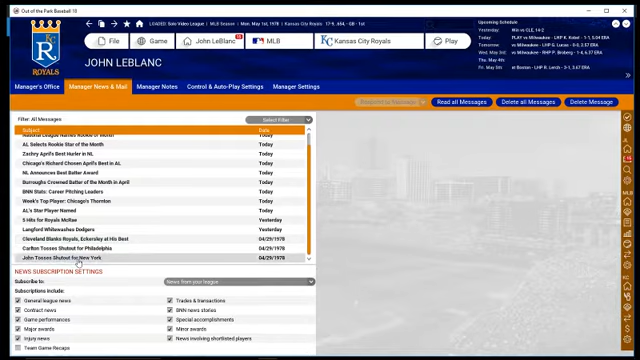 Out of the Park Baseball 19
LOADED: Solo Video League | MLB Season | Mon. May 1st, 1978 | 17-9, .654, - GB - 1st
Upcoming Schedule
File
Game
John LeBlanc
MLB
Kansas City Royals
Play
ROYALS
JOHN LEBLANC
Manager's Office
Manager News & Mail
Manager Notes
Control & Auto-Play Settings
Manager Settings
Read all Messages
Delete all Messages
Delete Message
Filter: All Messages
Select Filter
Subject
Date
National League Names Rookie of Month
Today
AL Selects Rookie Star of the Month
Today
Zachry April's Best Hurler in NL
Today
Chicago's Richard Chosen April's Best in AL
Today
NL Announces Best Batter Award
Today
Burroughs Crowned Batter of the Month in April
Today
BNN Stats: Career Pitching Leaders
Today
Week's Top Player: Chicago's Thornton
Today
AL's Star Player Named
Today
5 Hits for Royals McRae
Yesterday
Langford Whitewashes Dodgers
Yesterday
Cleveland Blanks Royals, Eckersley at His Best
04/29/1978
Carlton Tosses Shutout for Philadelphia
04/29/1978
John Tosses Shutout for New York
04/29/1978
NEWS SUBSCRIPTION SETTINGS
Subscribe to:
News from your league
Subscriptions include:
General league news
Trades & transactions
Contract news
BNN news stories
Game performances
Special accomplishments
Major awards
Minor awards
Injury news
News involving shortlisted players
Team Game Recaps